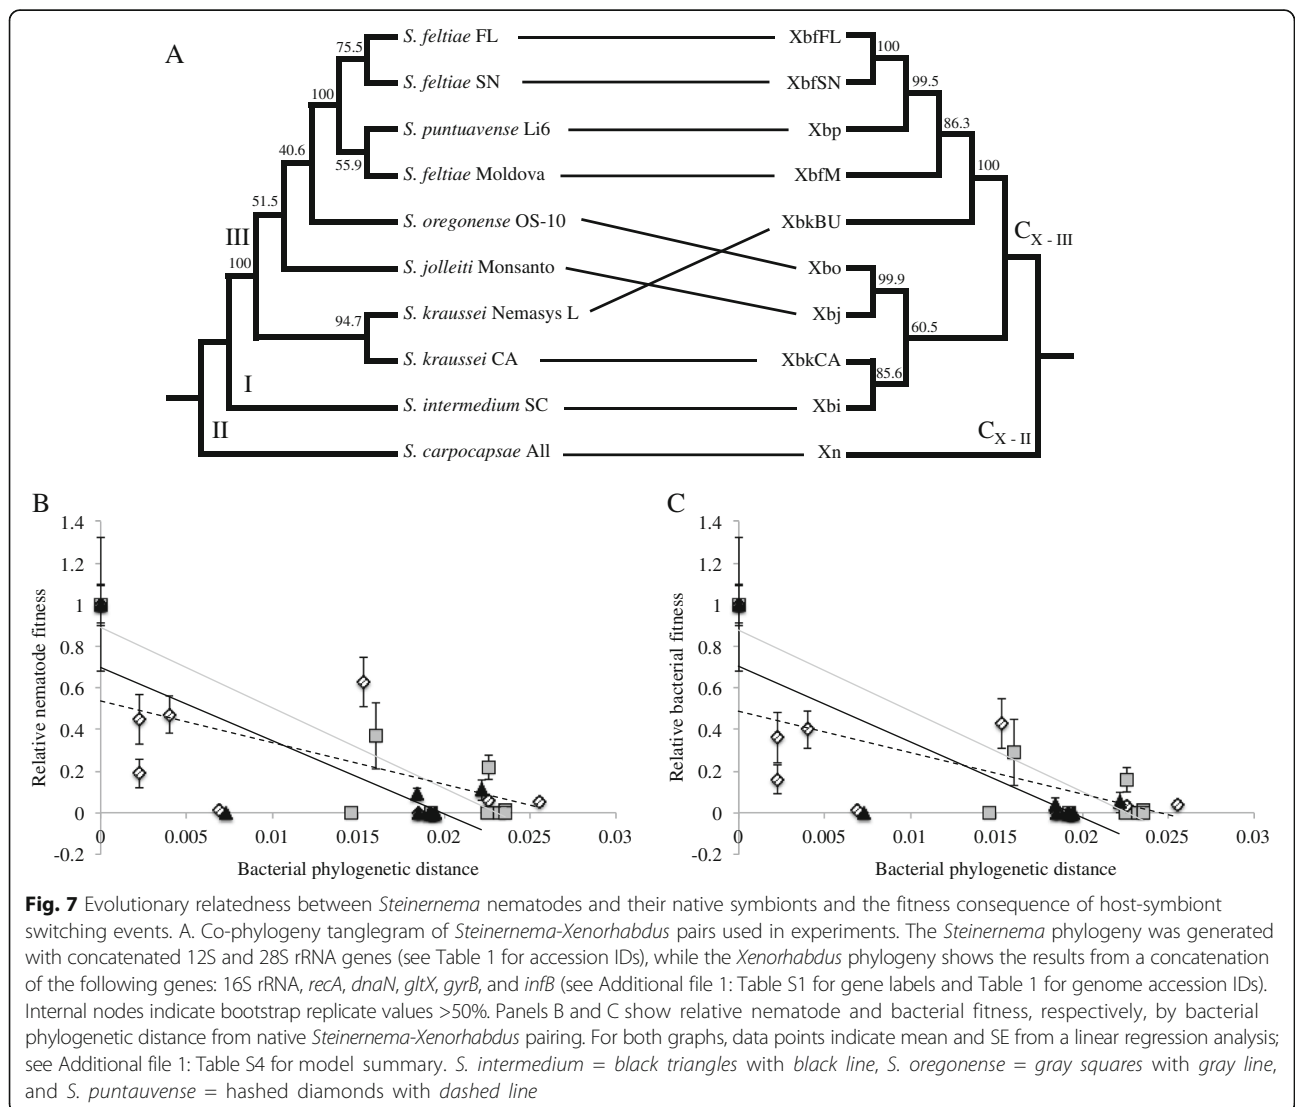 A
S. feltiae FL
XbfFL
75.5
100
S. feltiae SN
XbfSN
100
99.5
S. puntuavense Li6
Xbp
86.3
40.6
55.9
S. feltiae Moldova
XbfM
100
51.5
S. oregonense OS-10
XbkBU
III
C X - III
100
S. jolleiti Monsanto
Xbo
99.9
S. kraussei Nemasys L
Xbj
94.7
60.5
S. kraussei CA
XbkCA
85.6
I
S. intermedium SC
Xbi
II
C X - II
S. carpocapsae All
Xn
B
1.4
1.2
1
0.8
0.6
0.4
0.2
0
-0.2
Relative nematode fitness
0
0.005
0.01
0.015
0.02
0.025
0.03
Bacterial phylogenetic distance
C
1.4
1.2
1
0.8
0.6
0.4
0.2
0
-0.2
Relative bacterial fitness
0
0.005
0.01
0.015
0.02
0.025
0.03
Bacterial phylogenetic distance
Fig. 7 Evolutionary relatedness between Steinernema nematodes and their native symbionts and the fitness consequence of host-symbiont
switching events. A. Co-phylogeny tanglegram of Steinernema-Xenorhabdus pairs used in experiments. The Steinernema phylogeny was generated
with concatenated 12S and 28S rRNA genes (see Table 1 for accession IDs), while the Xenorhabdus phylogeny shows the results from a concatenation
of the following genes: 16S rRNA, recA, dnaN, gltX, gyrB, and infB (see Additional file 1: Table S1 for gene labels and Table 1 for genome accession IDs).
Internal nodes indicate bootstrap replicate values >50%. Panels B and C show relative nematode and bacterial fitness, respectively, by bacterial
phylogenetic distance from native Steinernema-Xenorhabdus pairing. For both graphs, data points indicate mean and SE from a linear regression analysis;
see Additional file 1: Table S4 for model summary. S. intermedium = black triangles with black line, S. oregonense = gray squares with gray line,
and S. puntauvense = hashed diamonds with dashed line